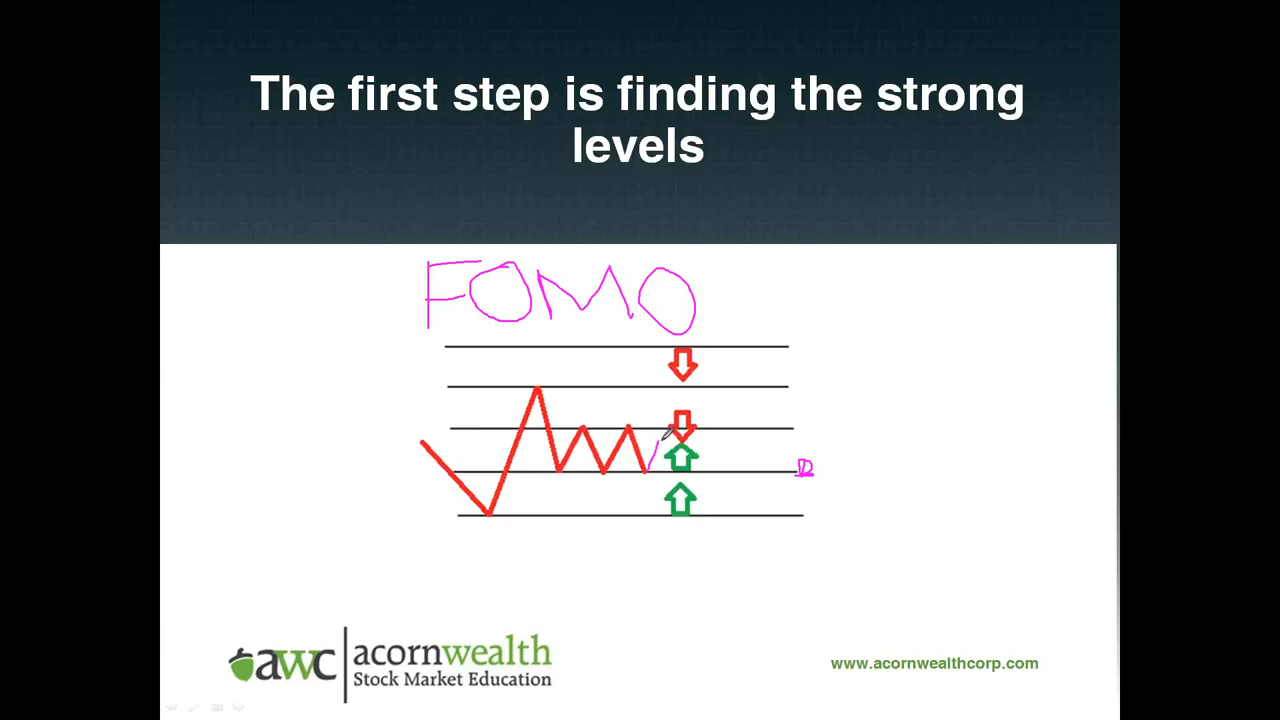 The first step is finding the strong
levels
FOMO
awc acornwealth
Stock Market Education
www.acornwealthcorp.com